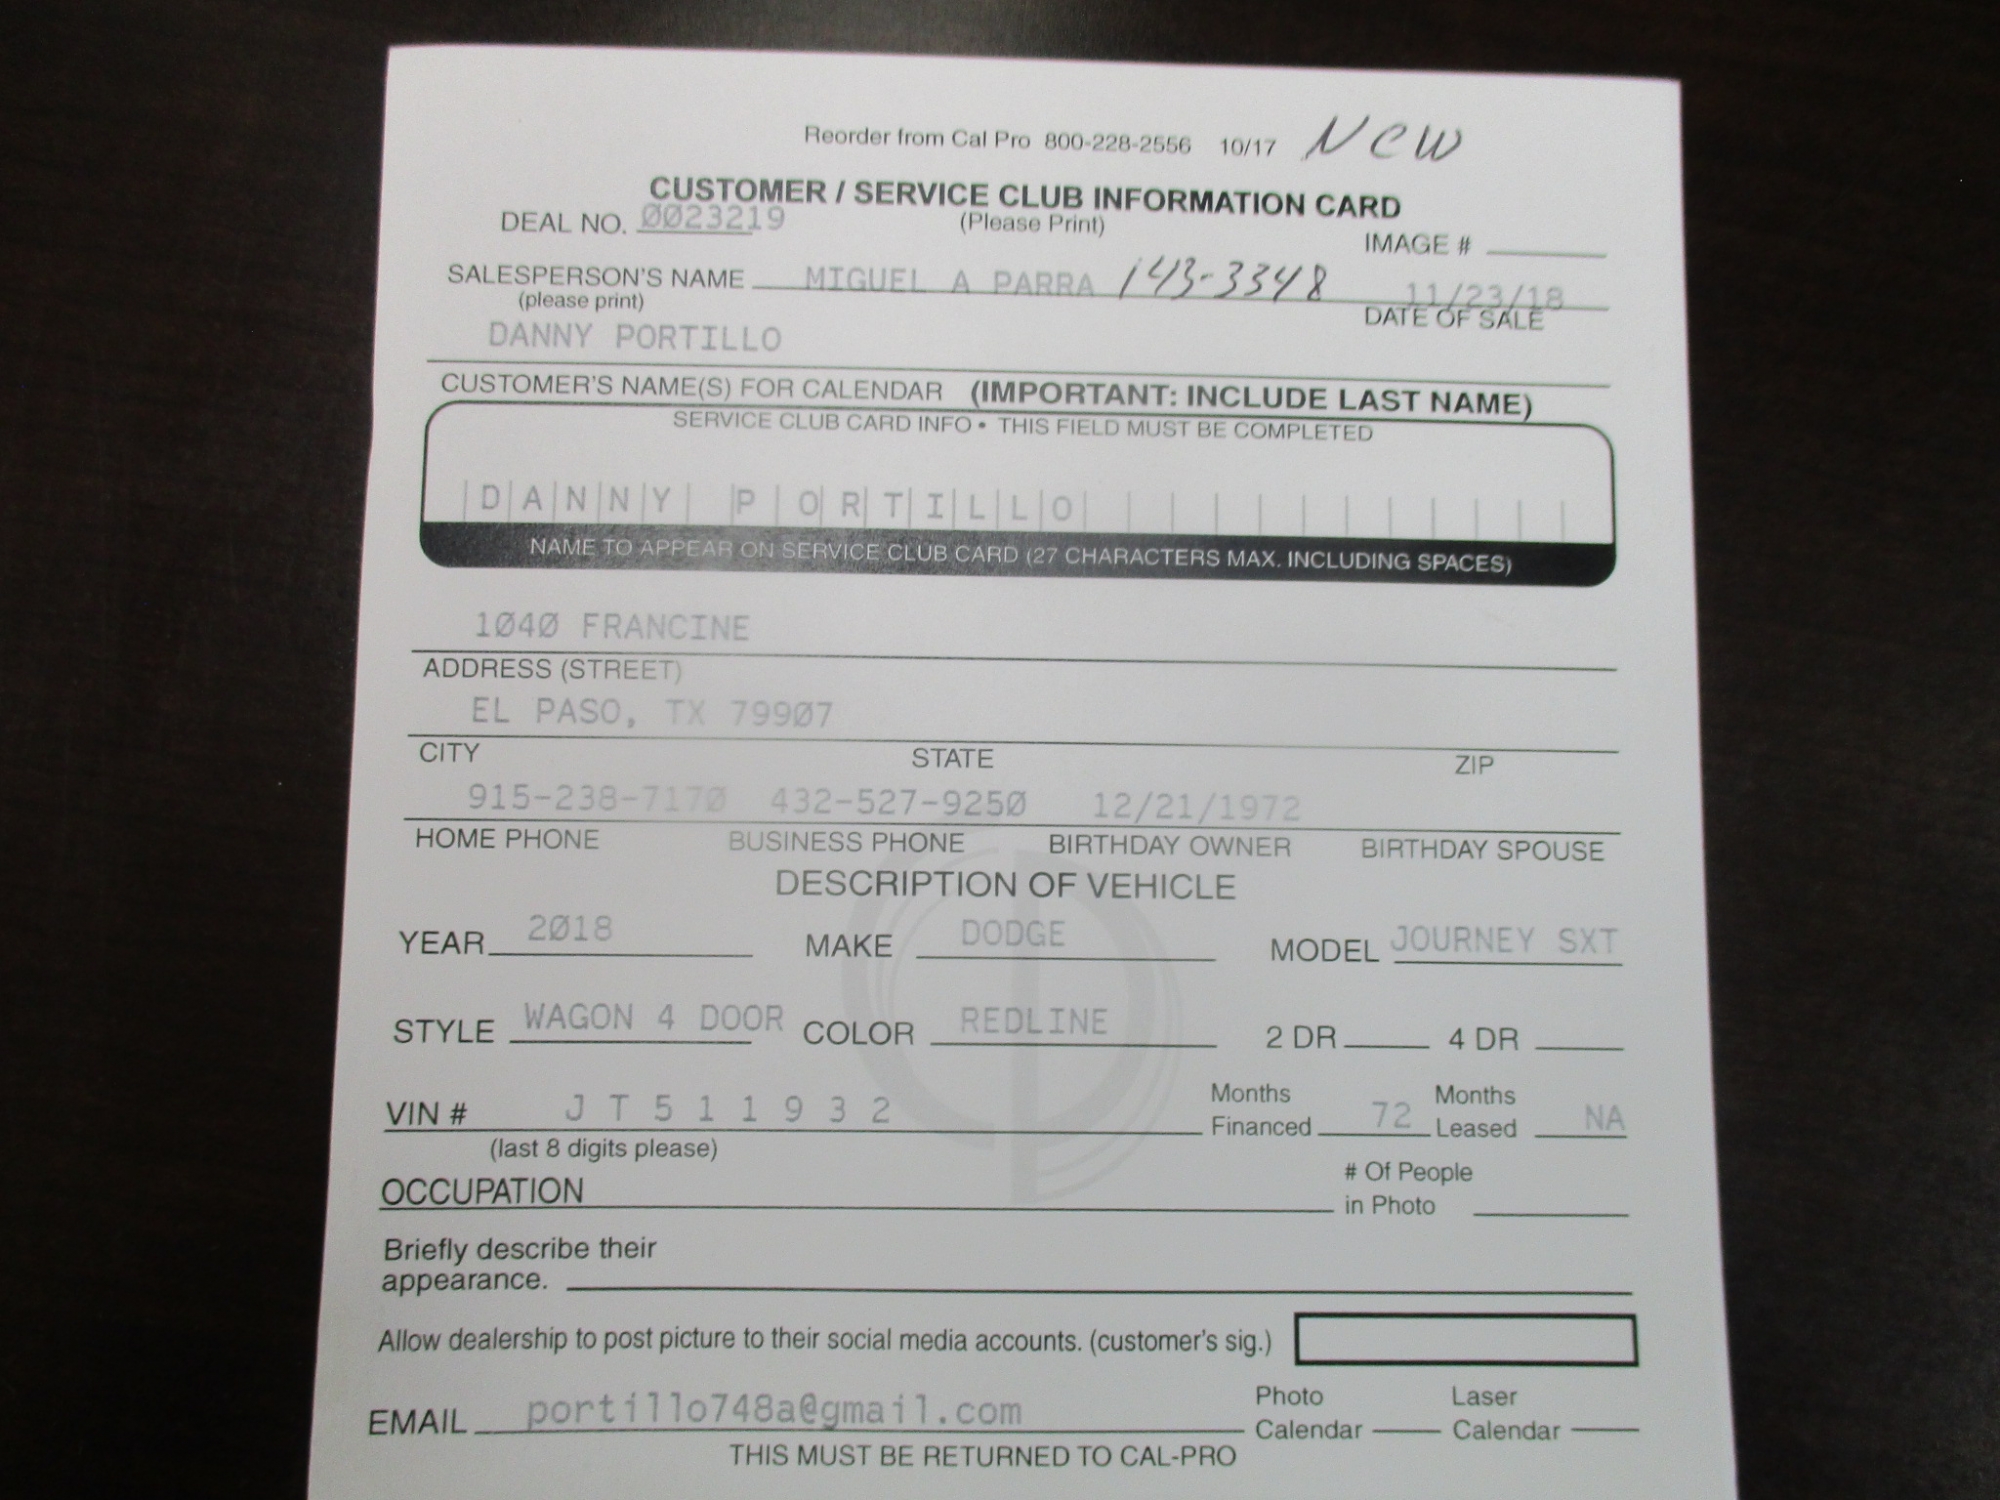 Reorder from Cal Pro 800-228-2556 10/17 New
CUSTOMER / SERVICE CLUB INFORMATION CARD
DEAL NO. 0023219 (Please Print)
IMAGE #
SALESPERSON'S NAME MIGUEL A PARRA 143-3348 11/23/18
(please print) DATE OF SALE
DANNY PORTILLO
CUSTOMER'S NAME(S) FOR CALENDAR (IMPORTANT: INCLUDE LAST NAME)
SERVICE CLUB CARD INFO • THIS FIELD MUST BE COMPLETED
DANNY PORTILLO
NAME TO APPEAR ON SERVICE CLUB CARD (27 CHARACTERS MAX. INCLUDING SPACES)
1040 FRANCINE
ADDRESS (STREET)
EL PASO, TX 79907
CITY STATE ZIP
915-238-7170 432-527-9250 12/21/1972
HOME PHONE BUSINESS PHONE BIRTHDAY OWNER BIRTHDAY SPOUSE
DESCRIPTION OF VEHICLE
YEAR 2018 MAKE DODGE MODEL JOURNEY SXT
STYLE WAGON 4 DOOR COLOR REDLINE 2 DR 4 DR
VIN # J T 5 1 1 9 3 2 Months Financed 72 Months Leased NA
(last 8 digits please)
OCCUPATION # Of People in Photo
Briefly describe their
appearance.
Allow dealership to post picture to their social media accounts. (customer's sig.)
EMAIL portillo748a@gmail.com Photo Calendar Laser Calendar
THIS MUST BE RETURNED TO CAL-PRO